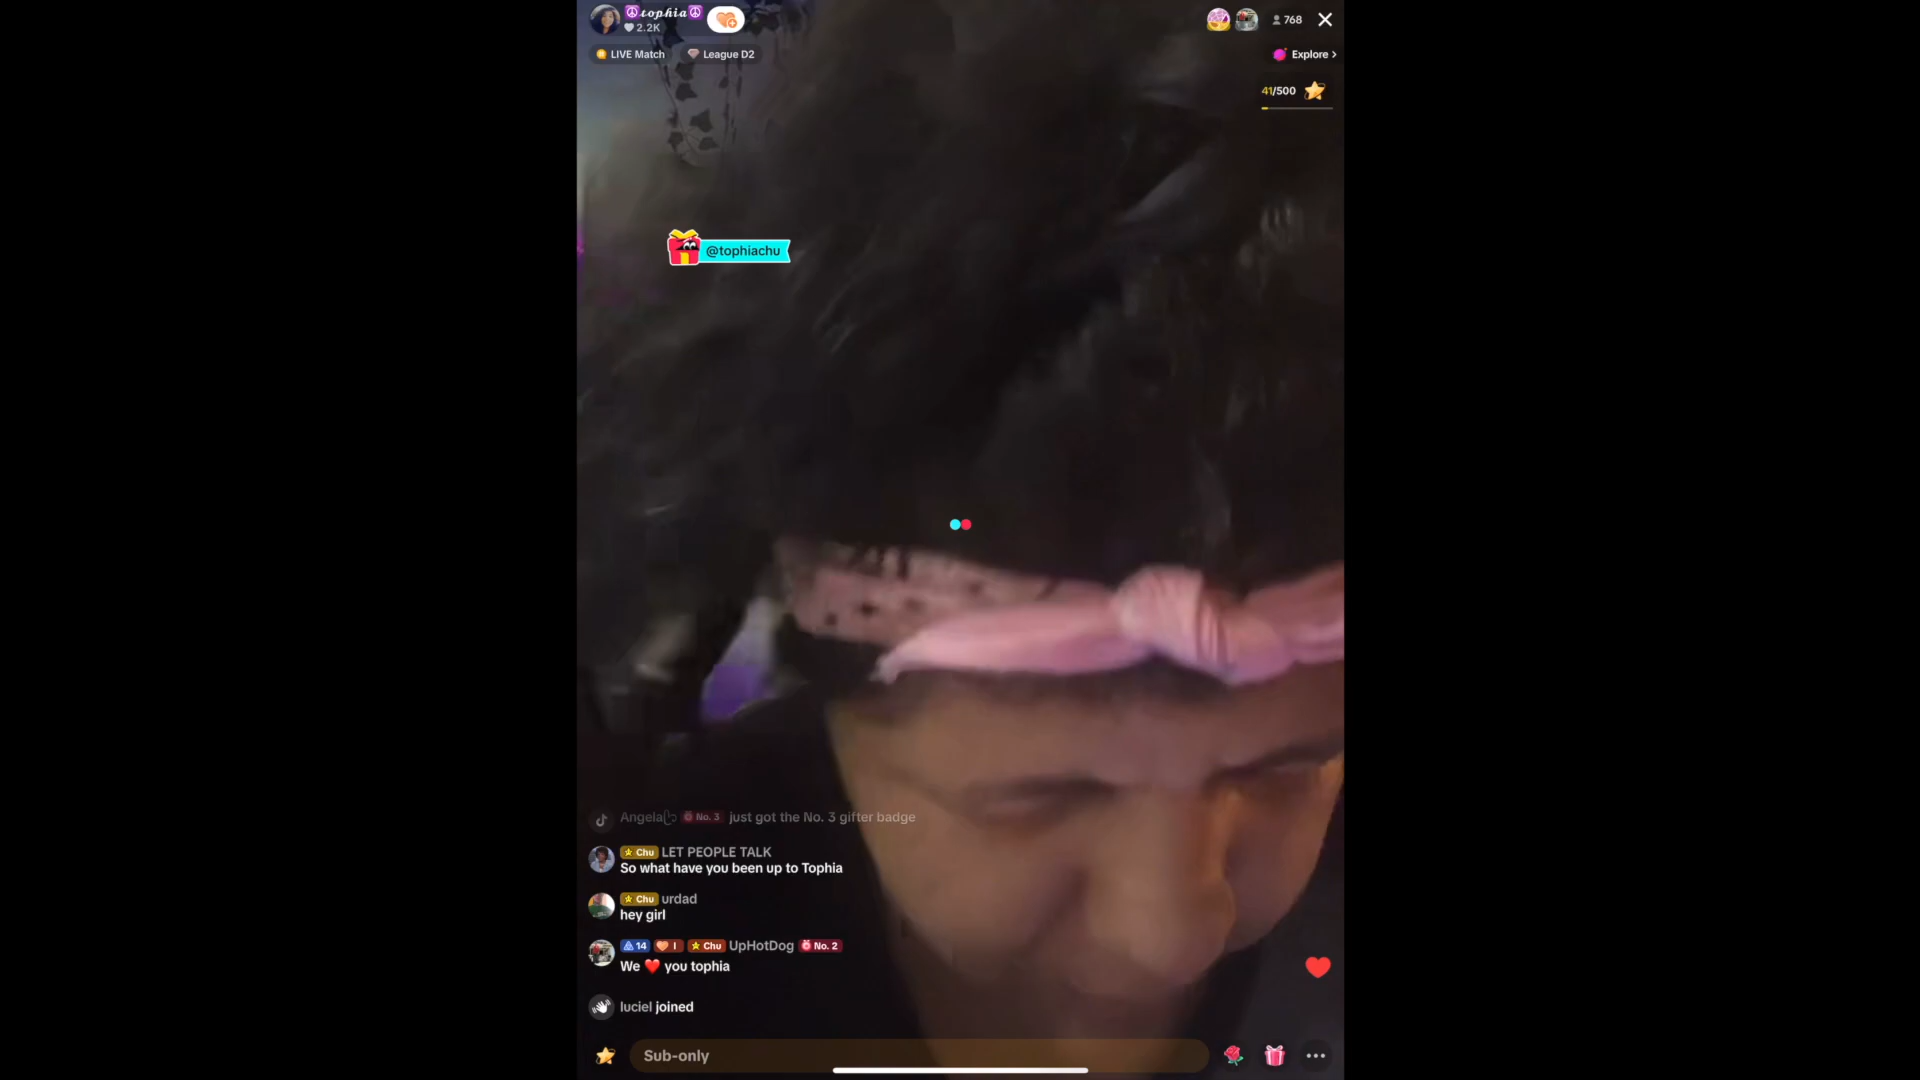 tophia
2.2K
768
LIVE Match
League D2
Explore
41/500
@tophiachu
Angela No. 3 just got the No. 3 gifter badge
Chu LET PEOPLE TALK
So what have you been up to Tophia
Chu urdad
hey girl
14 I Chu UpHotDog No. 2
We ❤️ you tophia
luciel joined
Sub-only